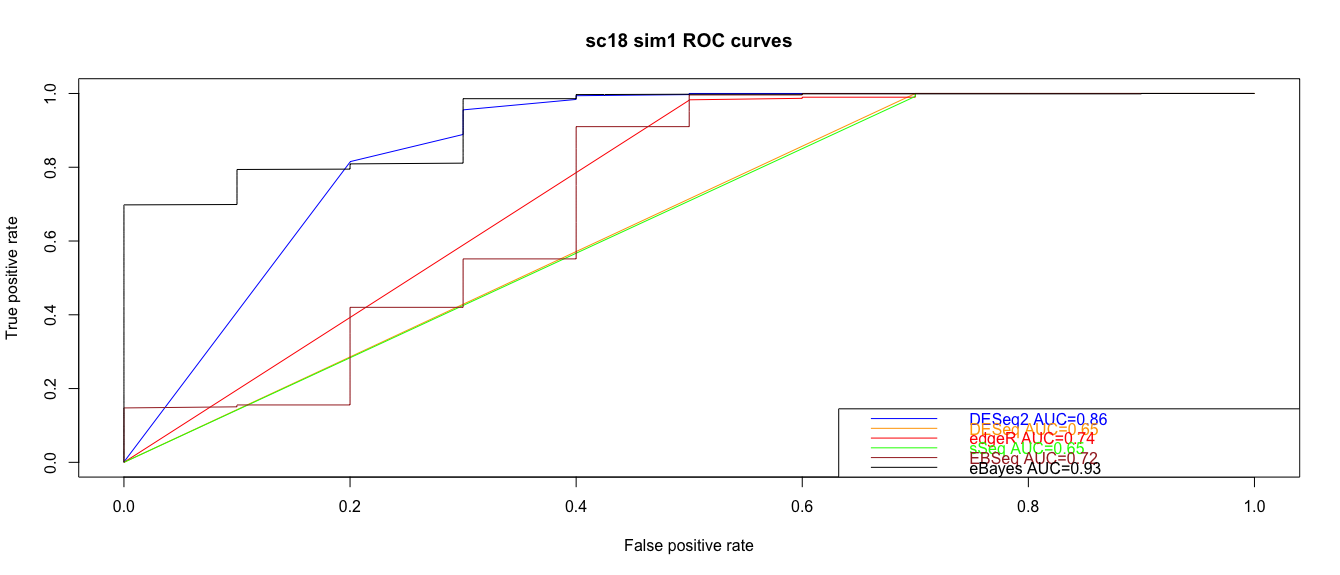 sc18 sim1 ROC curves
True positive rate
1.0
0.8
0.6
0.4
0.2
0.0
DESeq2 AUC=0.86
DESeq AUC=0.65
edgeR AUC=0.74
sSeq AUC=0.65
EBSeq AUC=0.72
eBayes AUC=0.93
0.0 0.2 0.4 0.6 0.8 1.0
False positive rate